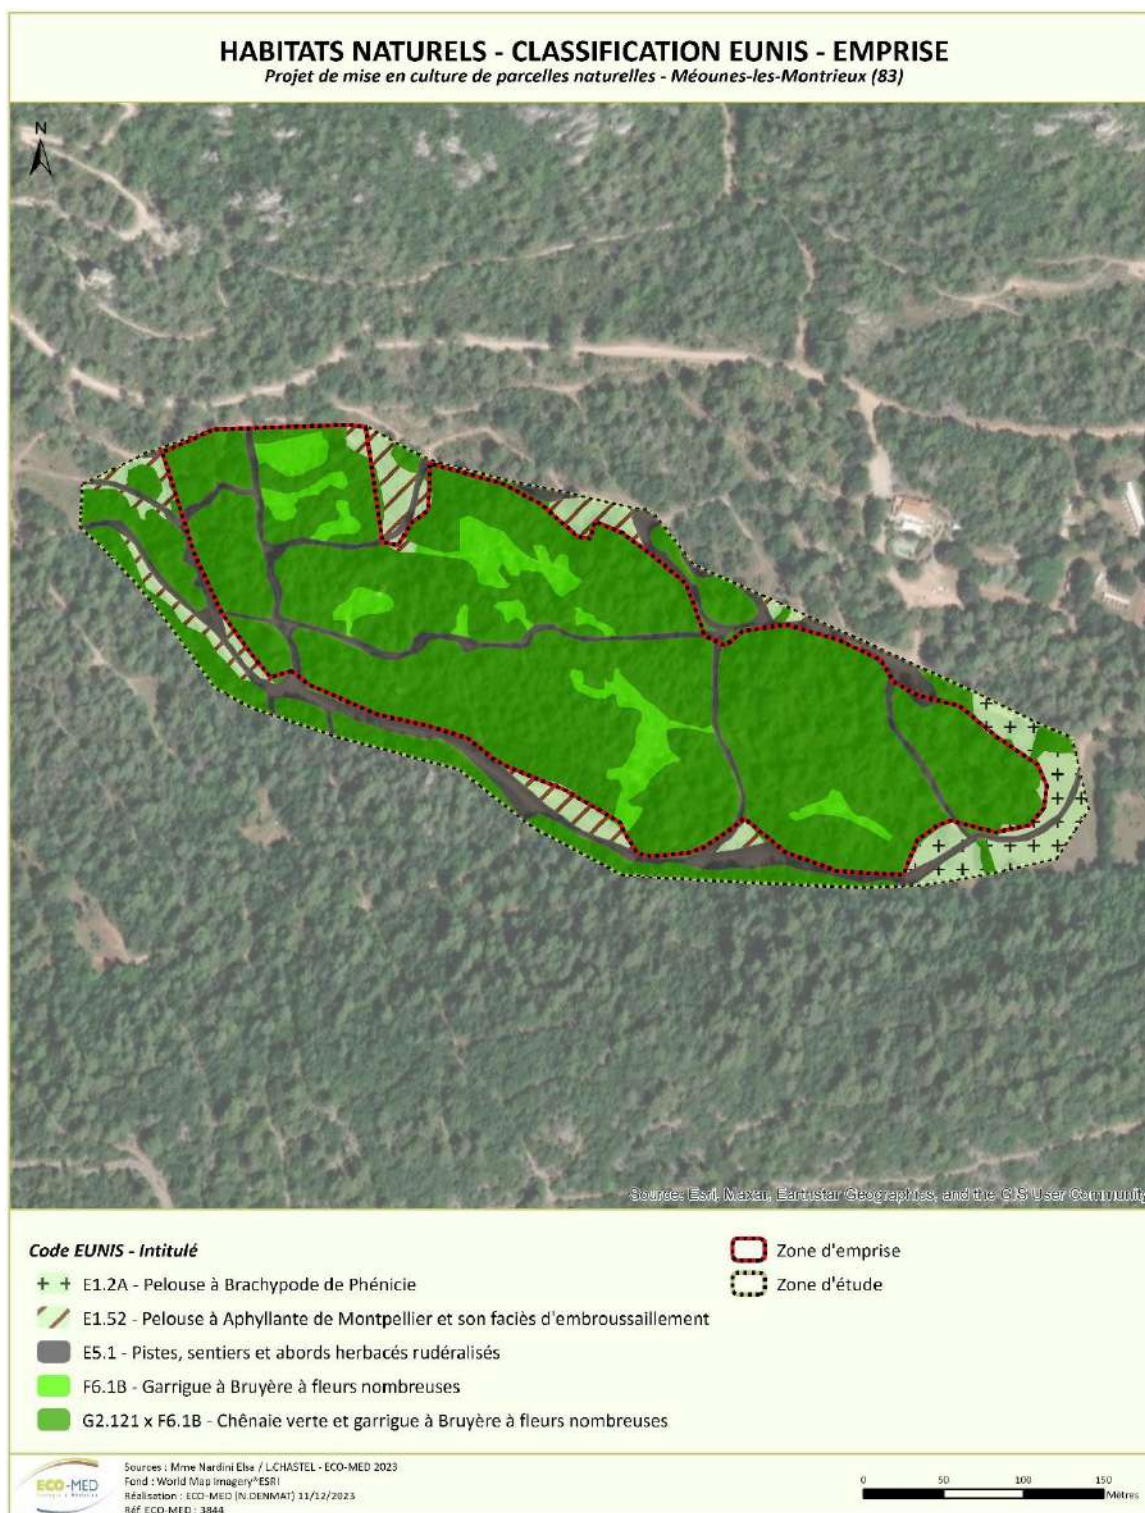 HABITATS NATURELS - CLASSIFICATION EUNIS - EMPRISE
Projet de mise en culture de parcelles naturelles - Méounes-les-Montrieux (83)
N
Source: Esri, Maxar, Earthstar Geographics, and the GIS User Community
Code EUNIS - Intitulé
E1.2A - Pelouse à Brachypode de Phénicie
E1.52 - Pelouse à Aphyllante de Montpellier et son faciès d'embroussaillement
E5.1 - Pistes, sentiers et abords herbacés rudéralisés
F6.1B - Garrigue à Bruyère à fleurs nombreuses
G2.121 x F6.1B - Chênaie verte et garrigue à Bruyère à fleurs nombreuses
Zone d'emprise
Zone d'étude
ECO-MED
Sources : Mme Nardini Elsa / L.CHASTEL - ECO-MED 2023
Fond : World Map Imagery®ESRI
Réalisation : ECO-MED (N.DENMAT) 11/12/2023
Réf ECO-MED : 3844
0 50 100 150
Mètres